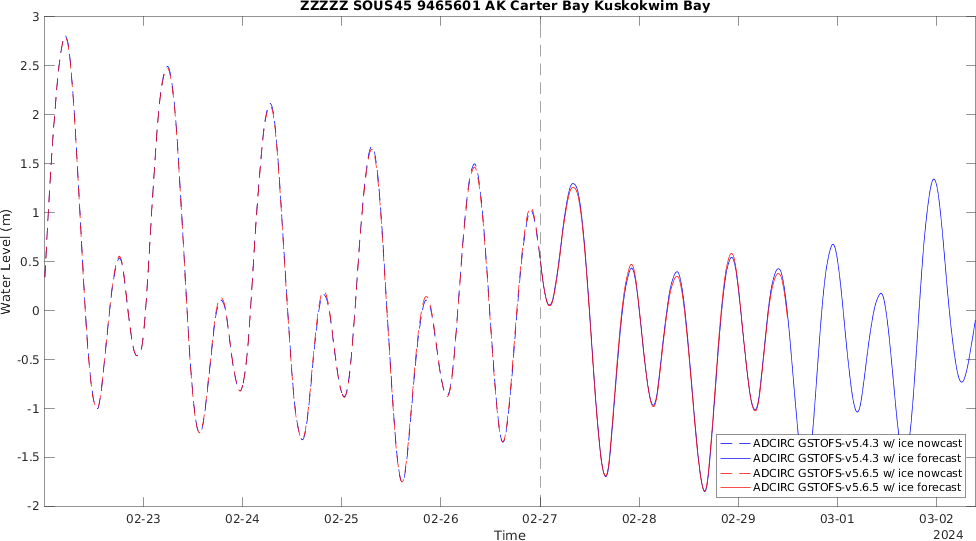 ZZZZZ SOUS45 9465601 AK Carter Bay Kuskokwim Bay
3
2.5
2
1.5
1
0.5
0
-0.5
-1
-1.5
-2
Water Level (m)
ADCIRC GSTOFS-v5.4.3 w/ ice nowcast
ADCIRC GSTOFS-v5.4.3 w/ ice forecast
ADCIRC GSTOFS-v5.6.5 w/ ice nowcast
ADCIRC GSTOFS-v5.6.5 w/ ice forecast
02-23 02-24 02-25 02-26 02-27 02-28 02-29 03-01 03-02
Time
2024